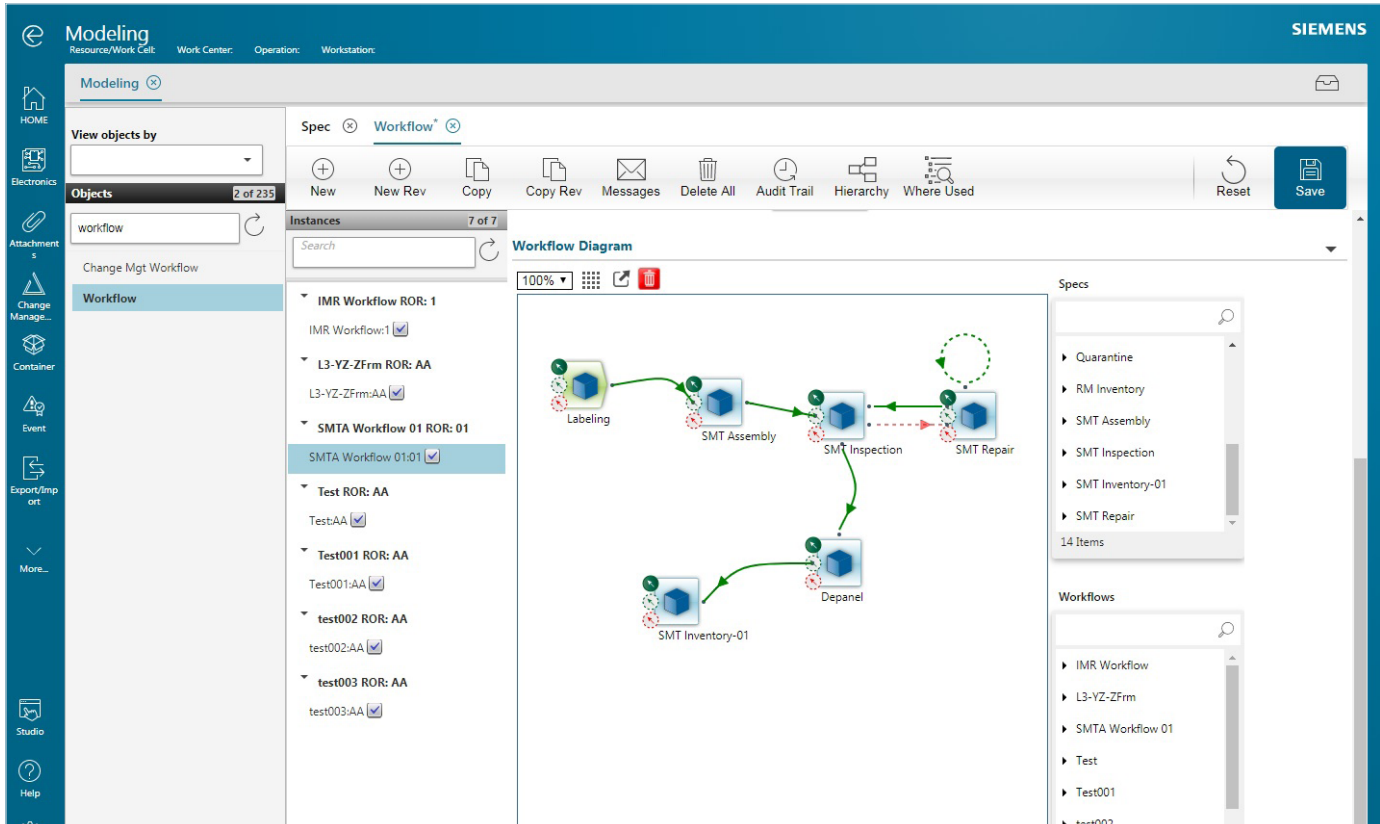 Modeling
SIEMENS
Resource/Work Cell: Work Center: Operation: Workstation:
Modeling
HOME
Electronics
Attachment
s
Change
Manage...
Container
Event
Export/Imp
ort
More...
Studio
Help
View objects by
Objects 2 of 235
workflow
Change Mgt Workflow
Workflow
Spec Workflow*
New New Rev Copy Copy Rev Messages Delete All Audit Trail Hierarchy Where Used Reset Save
Instances 7 of 7
Search
IMR Workflow ROR: 1
IMR Workflow:1
L3-YZ-ZFrm ROR: AA
L3-YZ-ZFrm:AA
SMTA Workflow 01 ROR: 01
SMTA Workflow 01:01
Test ROR: AA
Test:AA
Test001 ROR: AA
Test001:AA
test002 ROR: AA
test002:AA
test003 ROR: AA
test003:AA
Workflow Diagram
100%
Labeling
SMT Assembly
SMT Inspection
SMT Repair
Depanel
SMT Inventory-01
Specs
Quarantine
RM Inventory
SMT Assembly
SMT Inspection
SMT Inventory-01
SMT Repair
14 Items
Workflows
IMR Workflow
L3-YZ-ZFrm
SMTA Workflow 01
Test
Test001
test002